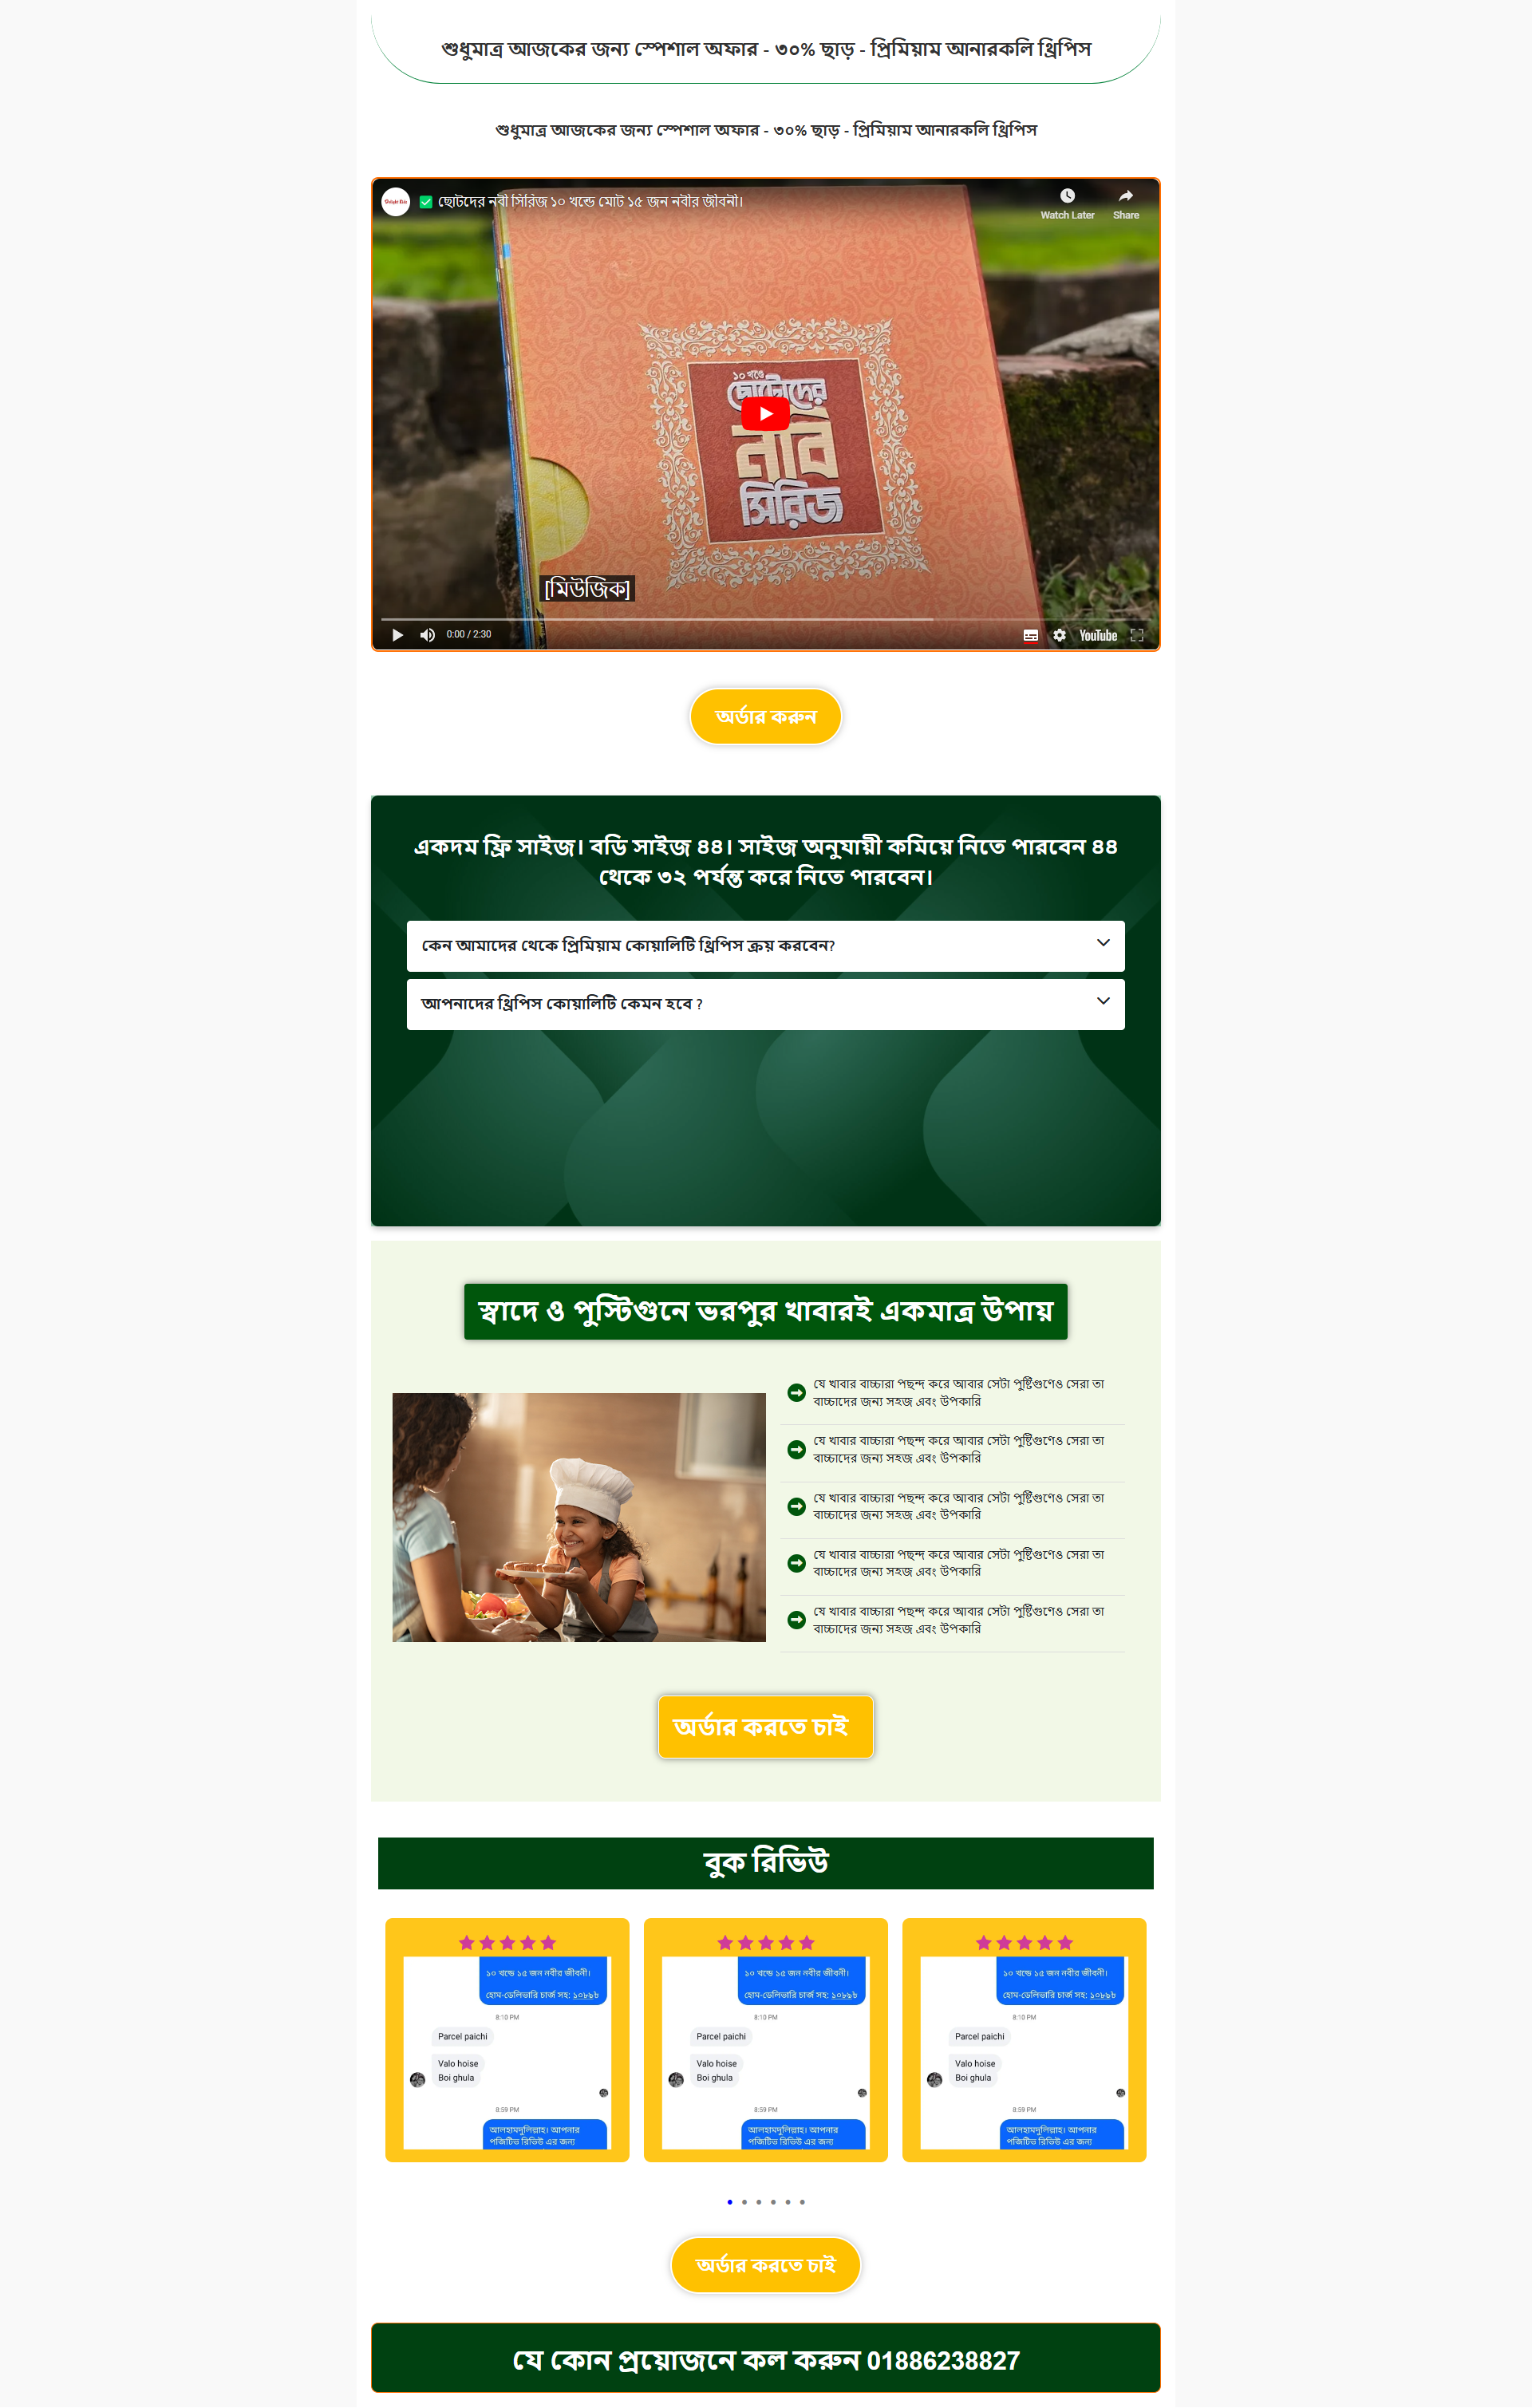 শুধুমাত্র আজকের জন্য স্পেশাল অফার - ৩০% ছাড় - প্রিমিয়াম আনারকলি থ্রিপিস
শুধুমাত্র আজকের জন্য স্পেশাল অফার - ৩০% ছাড় - প্রিমিয়াম আনারকলি থ্রিপিস
✅ ছোটদের নবী সিরিজ ১০ খন্ডে মোট ১৫ জন নবীর জীবনী।
Watch Later
Share
১০ খণ্ডে
ছোটোদের
নবি
সিরিজ
[মিউজিক]
0:00 / 2:30
YouTube
অর্ডার করুন
একদম ফ্রি সাইজ। বডি সাইজ ৪৪। সাইজ অনুযায়ী কমিয়ে নিতে পারবেন ৪৪
থেকে ৩২ পর্যন্ত করে নিতে পারবেন।
কেন আমাদের থেকে প্রিমিয়াম কোয়ালিটি থ্রিপিস ক্রয় করবেন?
আপনাদের থ্রিপিস কোয়ালিটি কেমন হবে ?
স্বাদে ও পুস্টিগুনে ভরপুর খাবারই একমাত্র উপায়
যে খাবার বাচ্চারা পছন্দ করে আবার সেটা পুষ্টিগুণেও সেরা তা
বাচ্চাদের জন্য সহজ এবং উপকারি
যে খাবার বাচ্চারা পছন্দ করে আবার সেটা পুষ্টিগুণেও সেরা তা
বাচ্চাদের জন্য সহজ এবং উপকারি
যে খাবার বাচ্চারা পছন্দ করে আবার সেটা পুষ্টিগুণেও সেরা তা
বাচ্চাদের জন্য সহজ এবং উপকারি
যে খাবার বাচ্চারা পছন্দ করে আবার সেটা পুষ্টিগুণেও সেরা তা
বাচ্চাদের জন্য সহজ এবং উপকারি
যে খাবার বাচ্চারা পছন্দ করে আবার সেটা পুষ্টিগুণেও সেরা তা
বাচ্চাদের জন্য সহজ এবং উপকারি
অর্ডার করতে চাই
বুক রিভিউ
১০ খন্ডে ১৫ জন নবীর জীবনী।
হোম-ডেলিভারি চার্জ সহ:
8:10 PM
Parcel paichi
Valo hoise
Boi ghula
8:59 PM
আলহামদুলিল্লাহ। আপনার
পজিটিভ রিভিউ এর জন্য
১০ খন্ডে ১৫ জন নবীর জীবনী।
হোম-ডেলিভারি চার্জ সহ:
8:10 PM
Parcel paichi
Valo hoise
Boi ghula
8:59 PM
আলহামদুলিল্লাহ। আপনার
পজিটিভ রিভিউ এর জন্য
১০ খন্ডে ১৫ জন নবীর জীবনী।
হোম-ডেলিভারি চার্জ সহ:
8:10 PM
Parcel paichi
Valo hoise
Boi ghula
8:59 PM
আলহামদুলিল্লাহ। আপনার
পজিটিভ রিভিউ এর জন্য
অর্ডার করতে চাই
যে কোন প্রয়োজনে কল করুন 01886238827